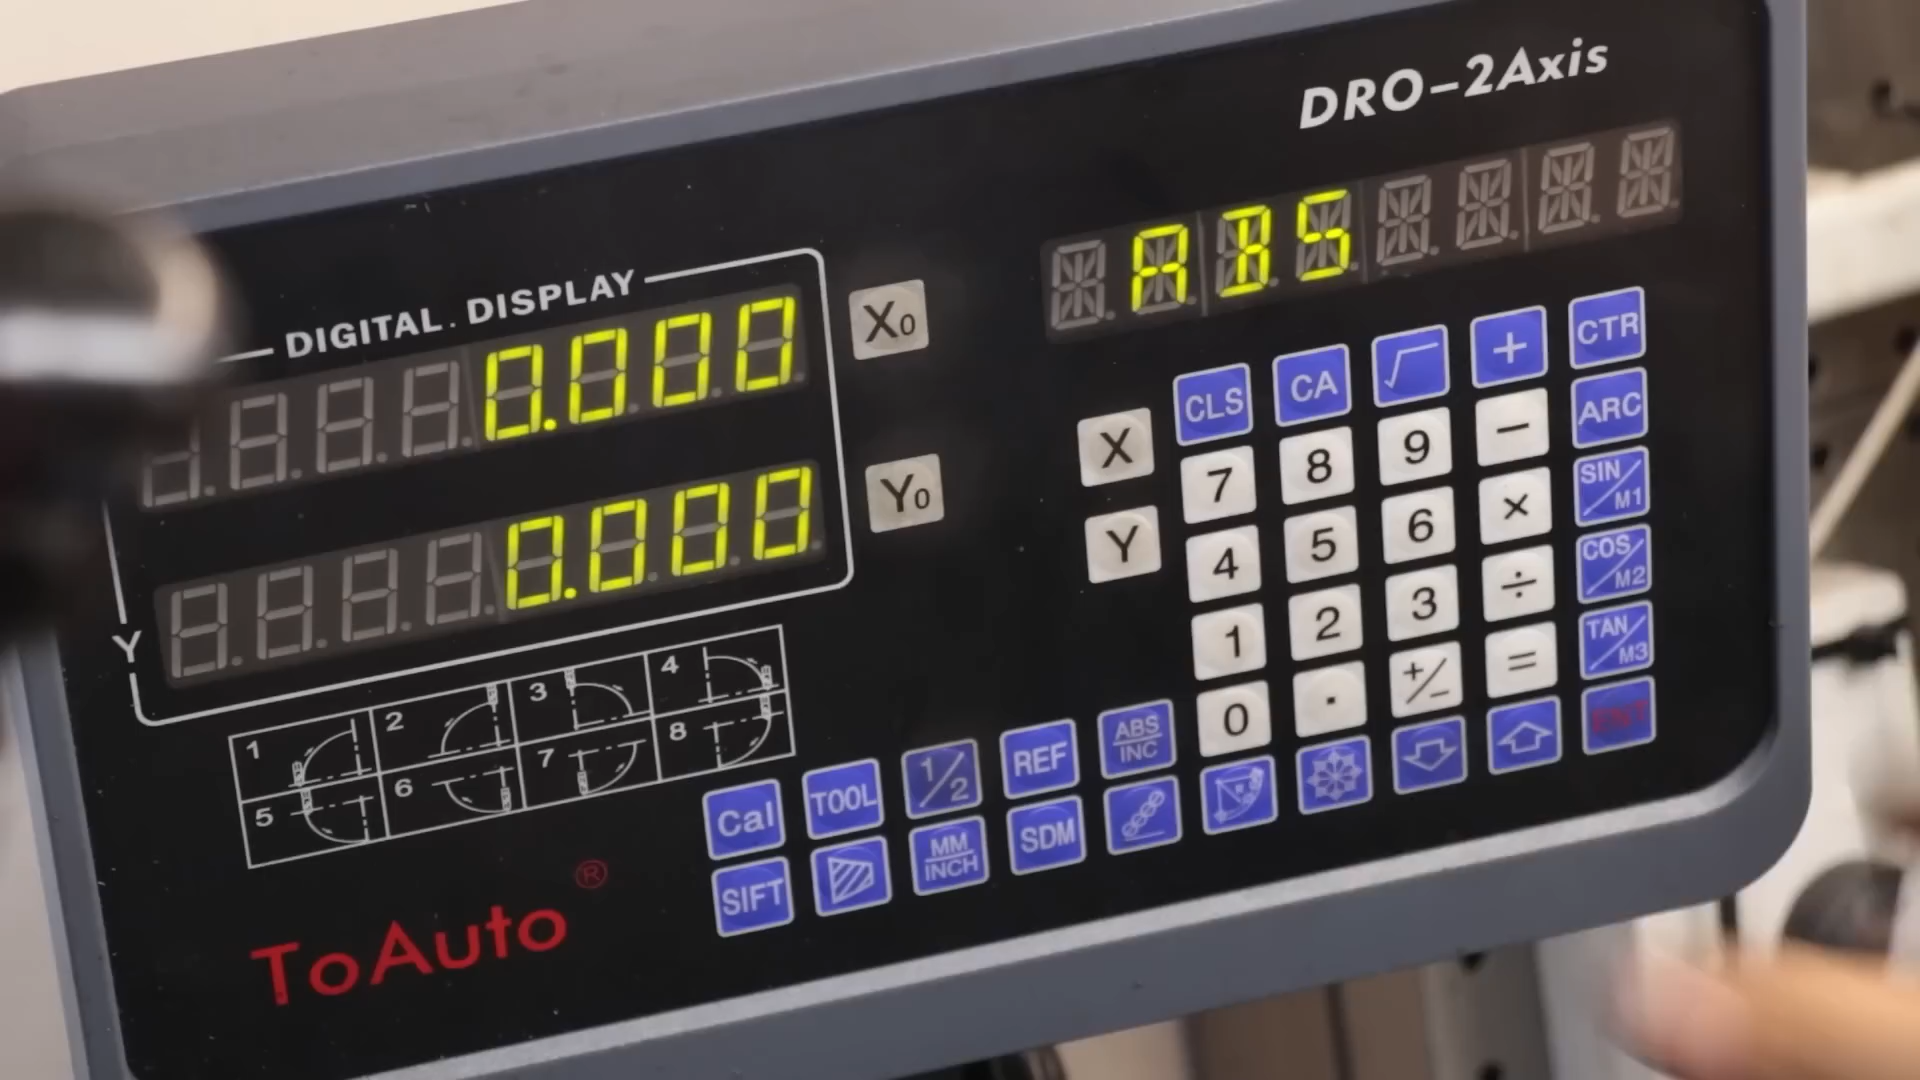 DRO-2Axis
ABS
DIGITAL DISPLAY
0.000
X0
Y
0.000
Y0
1 2 3 4
5 6 7 8
ToAuto ®
CLS CA √ + CTR
X 7 8 9 − ARC
Y 4 5 6 × SIN/M1
1 2 3 ÷ COS/M2
0 . +/− = TAN/M3
Cal TOOL 1/2 REF ABS/INC ENT
SIFT MM/INCH SDM